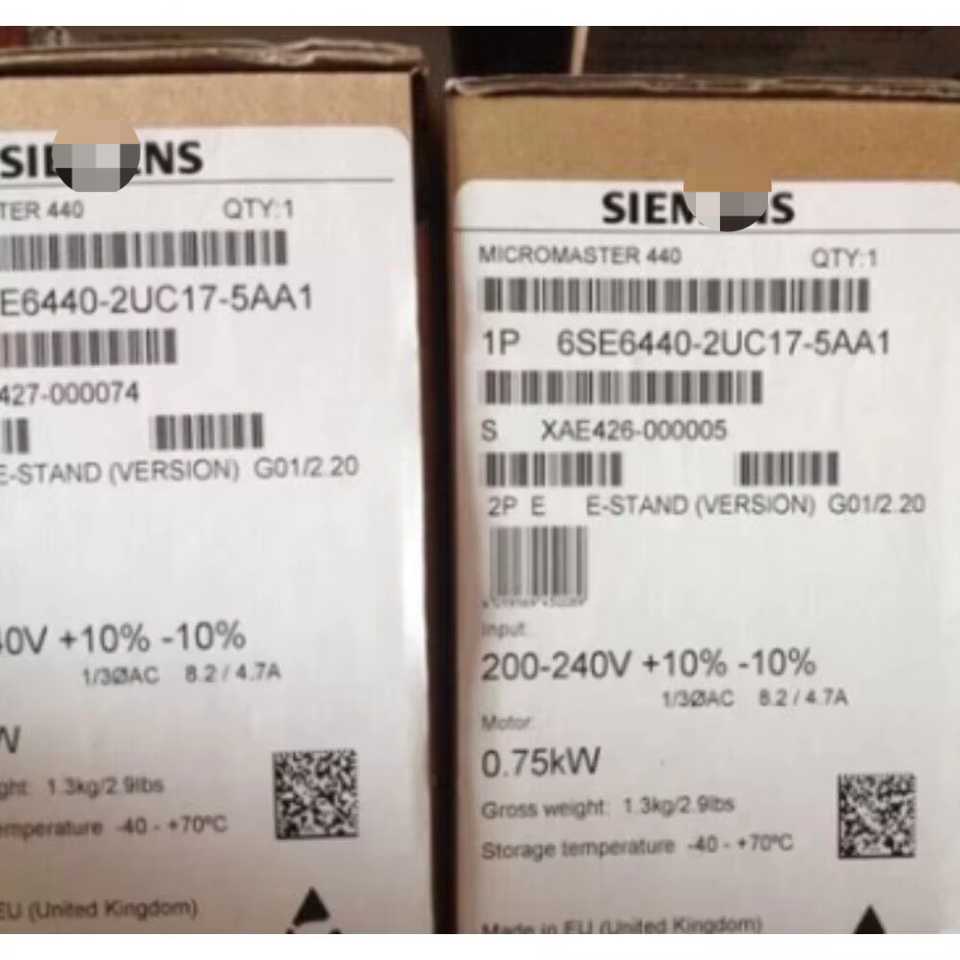 NS
TER 440 QTY:1
E6440-2UC17-5AA1
427-000074
E-STAND (VERSION) G01/2.20
0V +10% -10%
1/3ØAC 8.2 / 4.7A
W
ght: 1.3kg/2.9lbs
emperature -40 - +70ºC
EU (United Kingdom)
SIEMENS
MICROMASTER 440 QTY:1
1P 6SE6440-2UC17-5AA1
S XAE426-000005
2P E E-STAND (VERSION) G01/2.20
Input:
200-240V +10% -10%
1/3ØAC 8.2 / 4.7A
Motor:
0.75kW
Gross weight: 1.3kg/2.9lbs
Storage temperature -40 - +70ºC
Made in EU (United Kingdom)